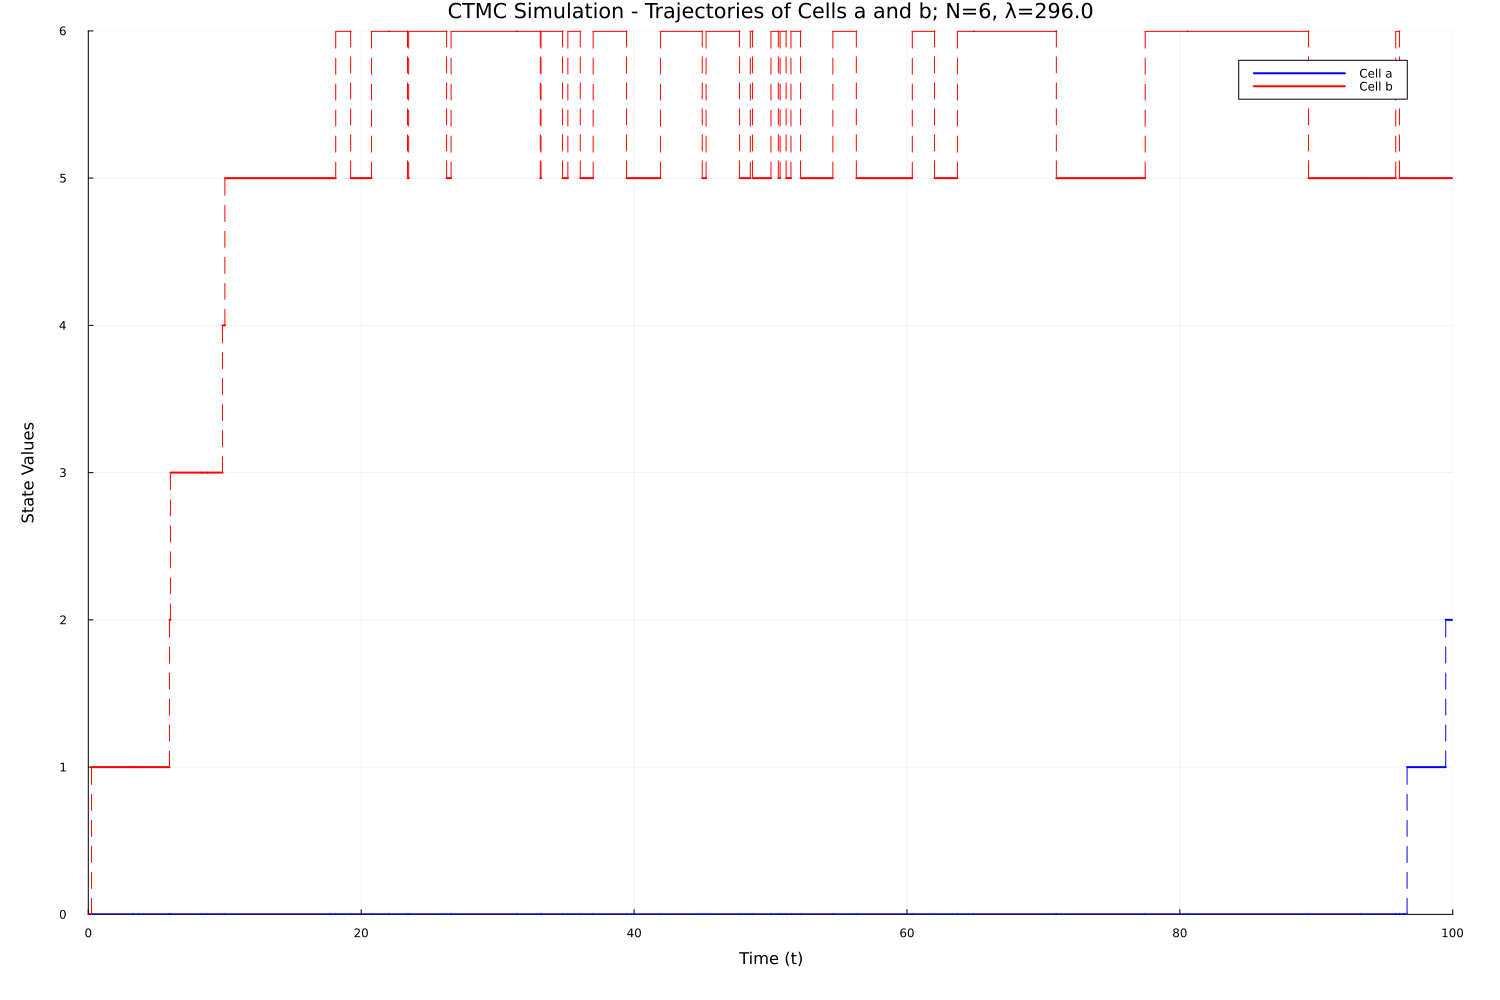 CTMC Simulation - Trajectories of Cells a and b; N=6, λ=296.0
6
Cell a
Cell b
5
4
State Values
3
2
1
0
0 20 40 60 80 100
Time (t)